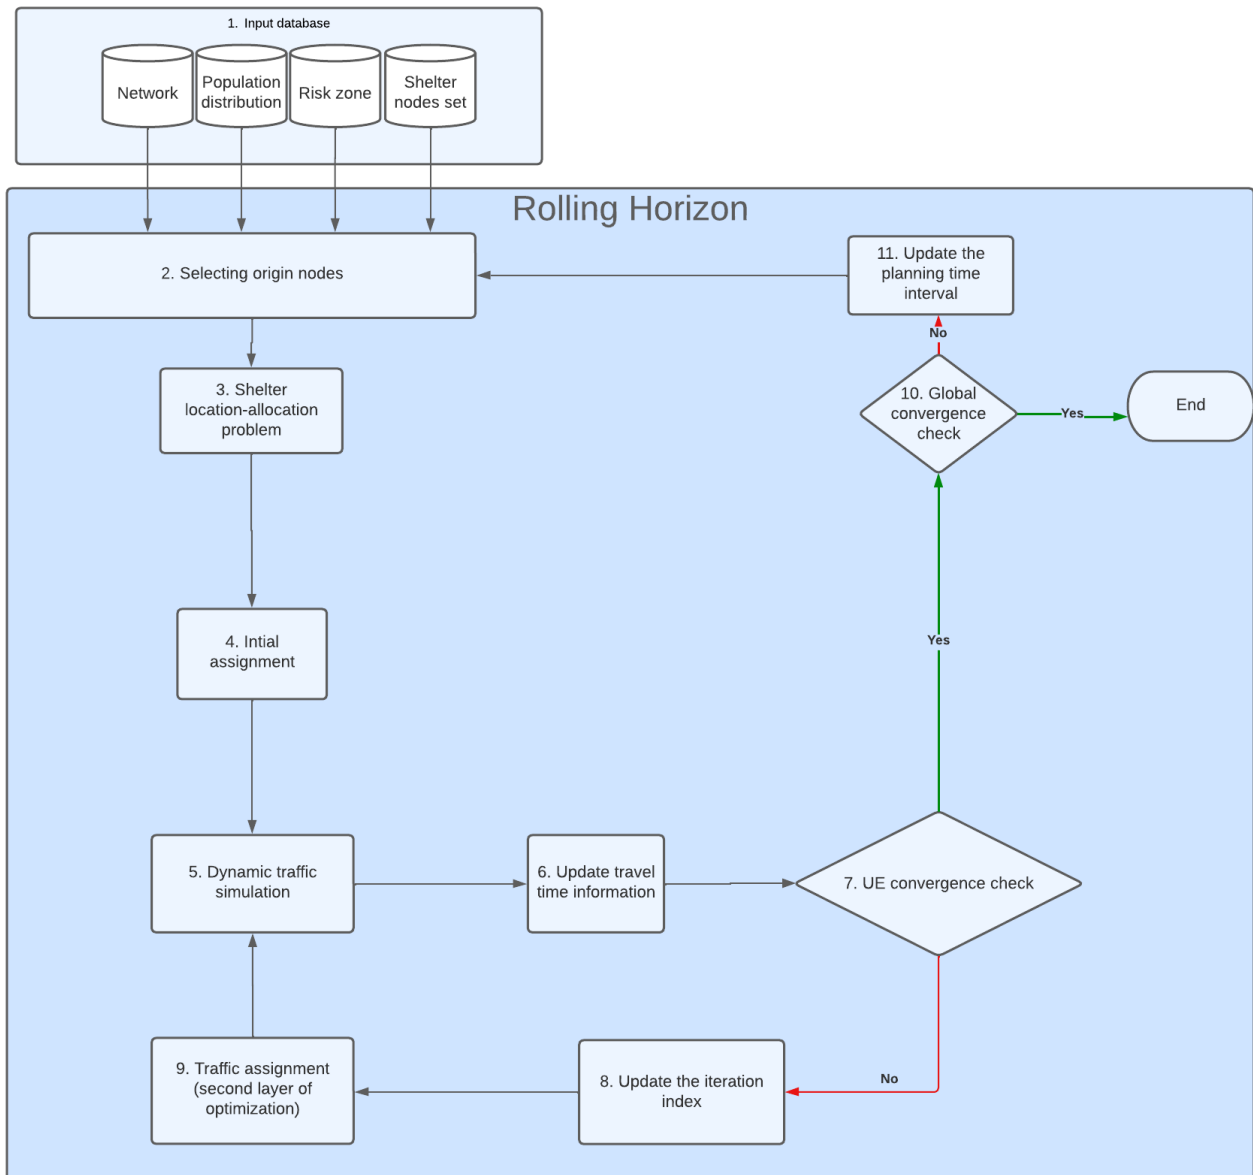 1. Input database
Network
Population
distribution
Risk zone
Shelter
nodes set
Rolling Horizon
2. Selecting origin nodes
11. Update the
planning time
interval
No
3. Shelter
location-allocation
problem
10. Global
convergence
check
Yes
End
4. Intial
assignment
Yes
5. Dynamic traffic
simulation
6. Update travel
time information
7. UE convergence check
No
8. Update the iteration
index
9. Traffic assignment
(second layer of
optimization)